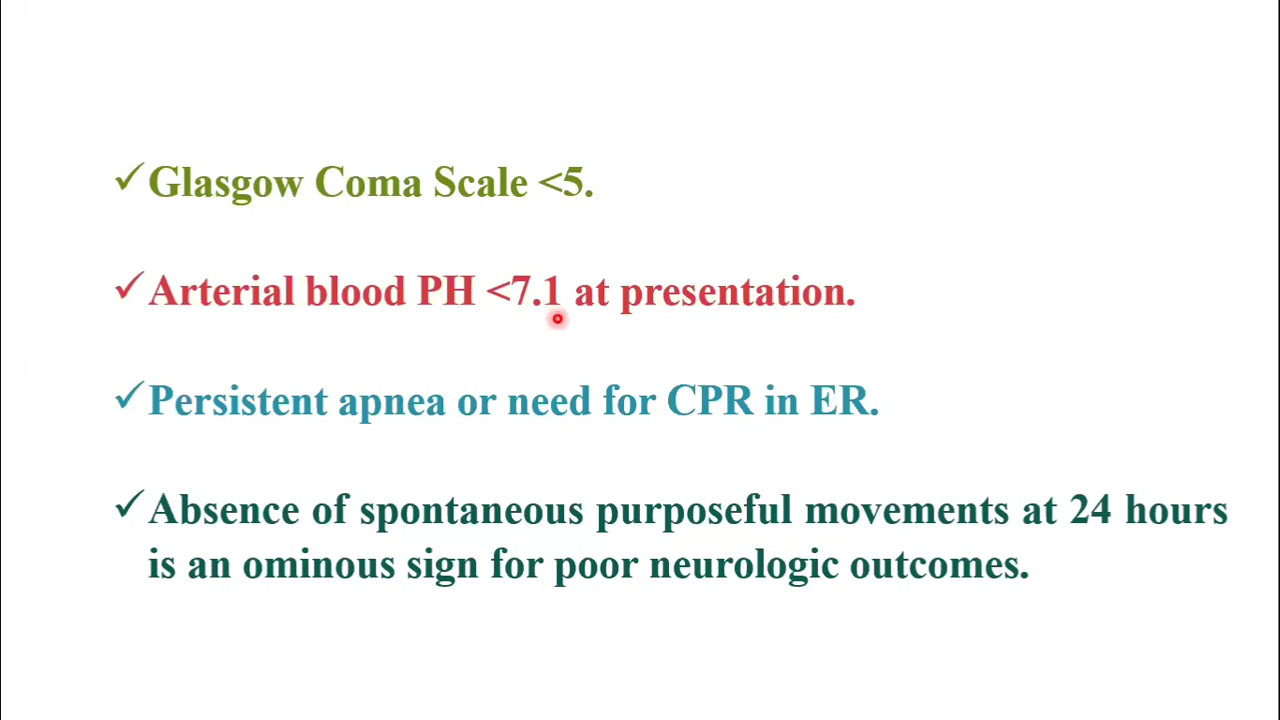 ✓Glasgow Coma Scale <5.
✓Arterial blood PH <7.1 at presentation.
✓Persistent apnea or need for CPR in ER.
✓Absence of spontaneous purposeful movements at 24 hours
is an ominous sign for poor neurologic outcomes.